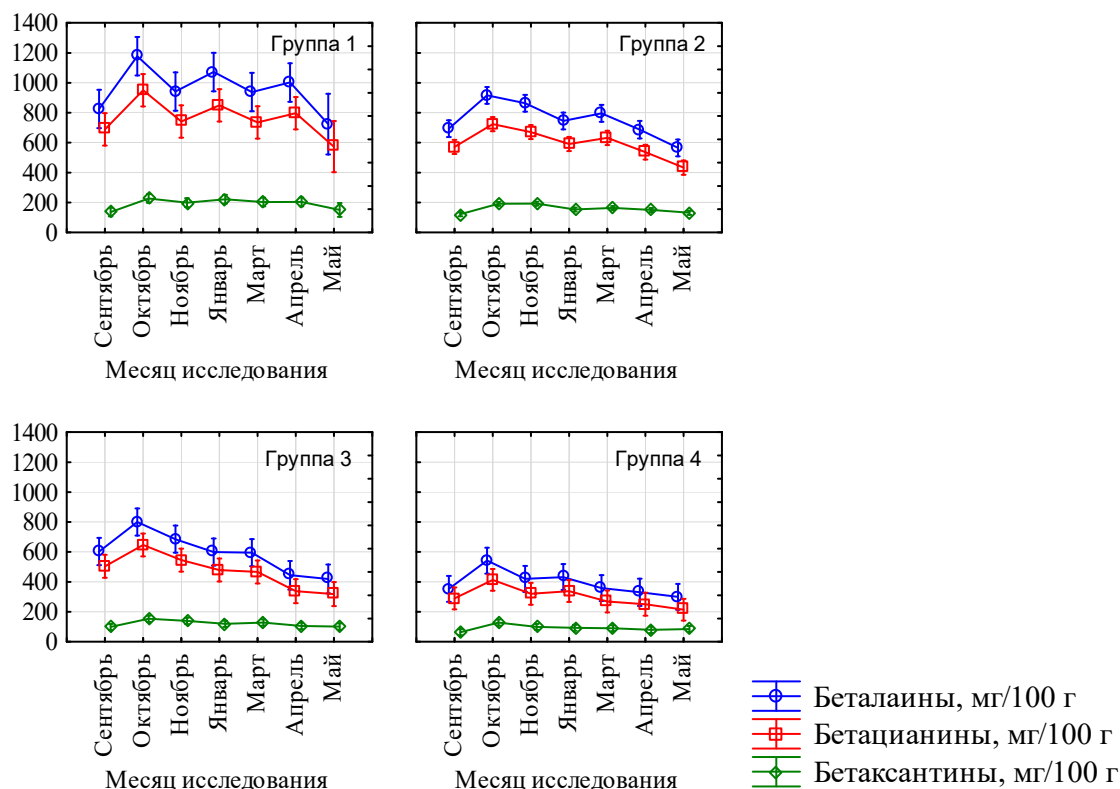 1400
1200
1000
800
600
400
200
0
Группа 1
Группа 2
Сентябрь
Октябрь
Ноябрь
Январь
Март
Апрель
Май
Сентябрь
Октябрь
Ноябрь
Январь
Март
Апрель
Май
Месяц исследования
Месяц исследования
1400
1200
1000
800
600
400
200
0
Группа 3
Группа 4
Сентябрь
Октябрь
Ноябрь
Январь
Март
Апрель
Май
Сентябрь
Октябрь
Ноябрь
Январь
Март
Апрель
Май
Месяц исследования
Месяц исследования
Беталаины, мг/100 г
Бетацианины, мг/100 г
Бетаксантины, мг/100 г